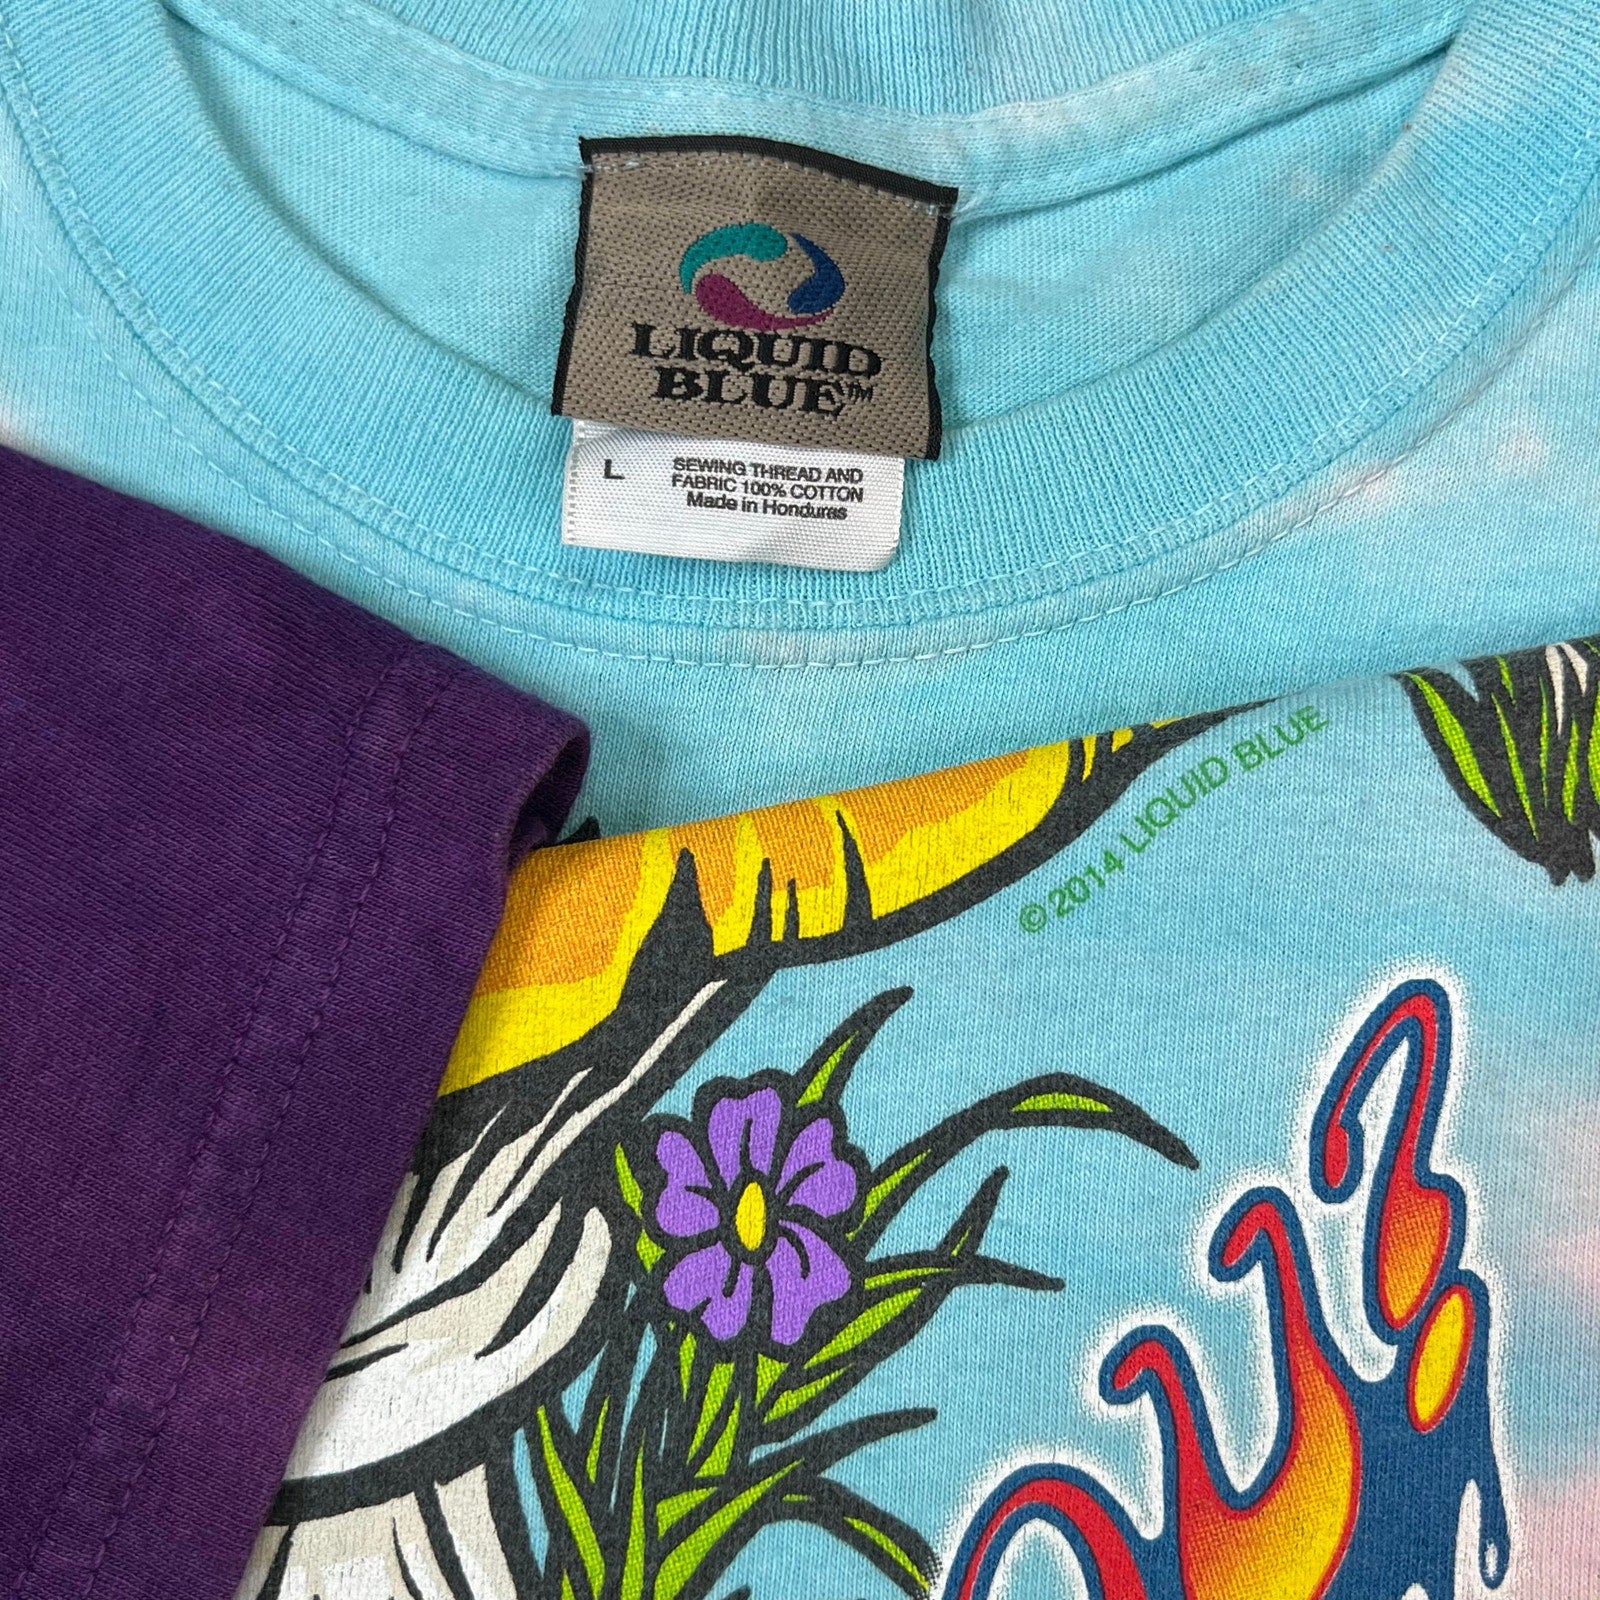 LIQUID
BLUE™
L
SEWING THREAD AND
FABRIC 100% COTTON
Made in Honduras
© 2014 LIQUID BLUE